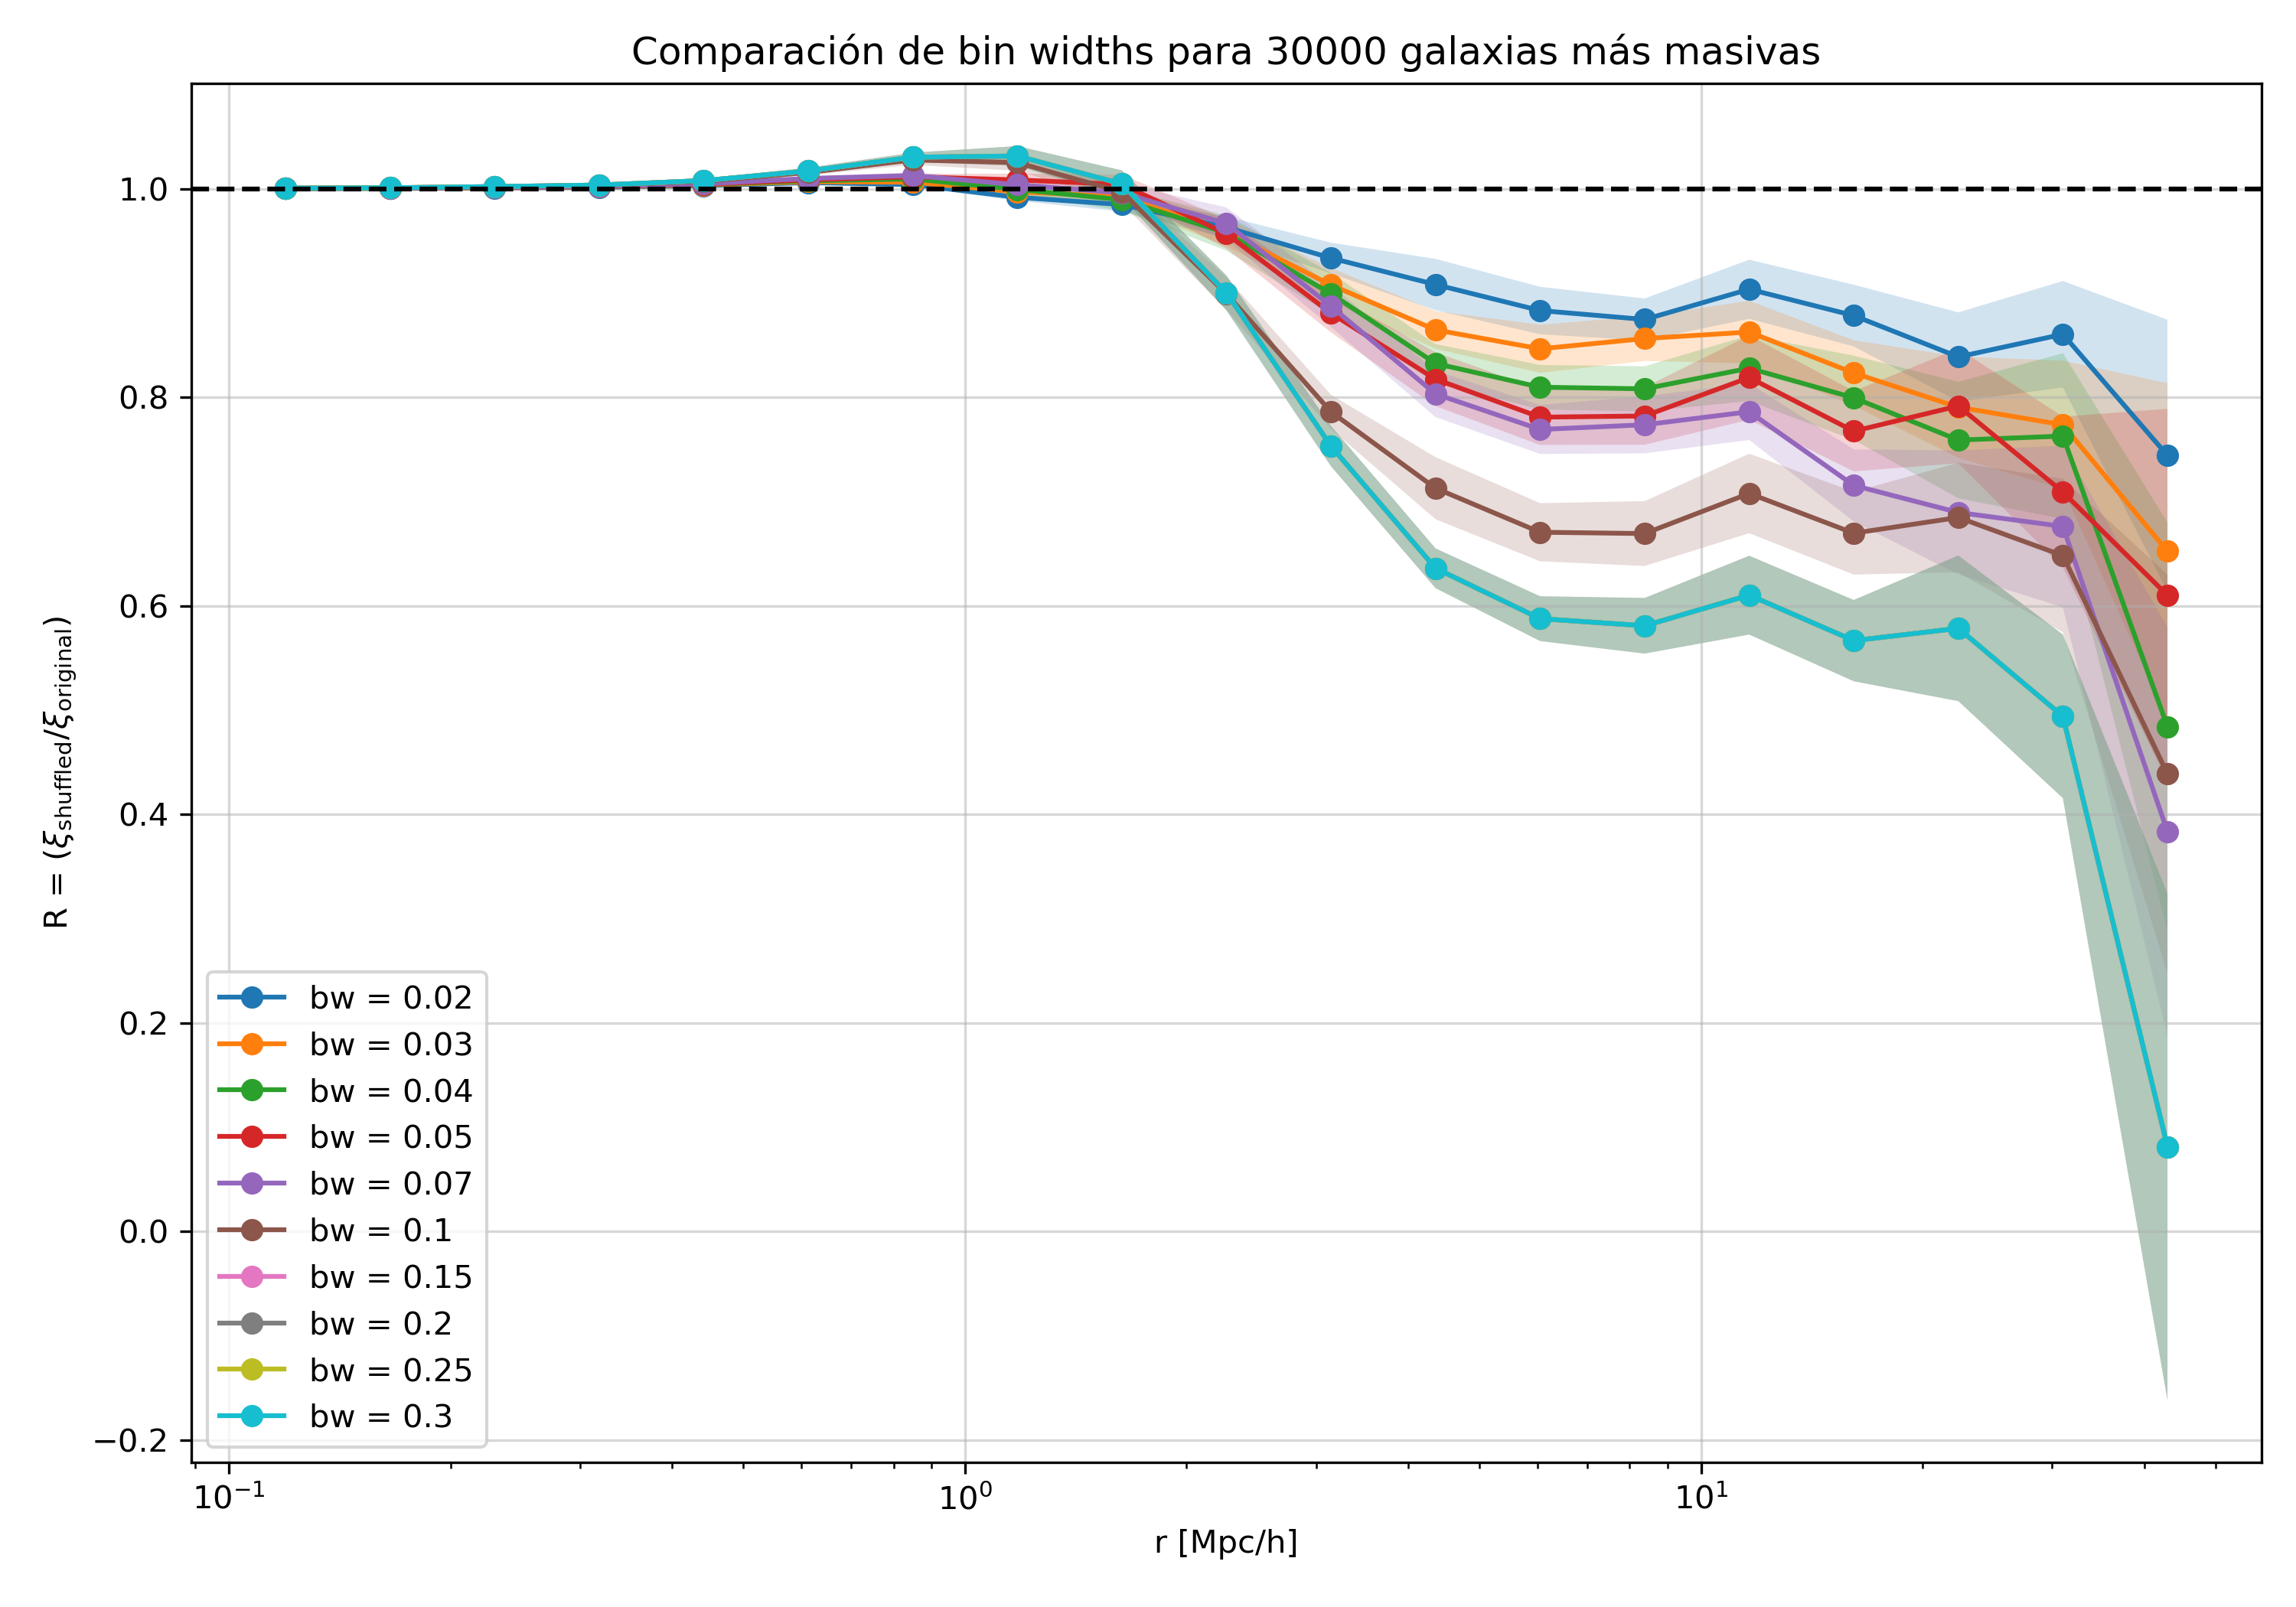 Comparación de bin widths para 30000 galaxias más masivas
R = (ξshuffled/ξoriginal)
1.0
0.8
0.6
0.4
0.2
0.0
−0.2
bw = 0.02
bw = 0.03
bw = 0.04
bw = 0.05
bw = 0.07
bw = 0.1
bw = 0.15
bw = 0.2
bw = 0.25
bw = 0.3
10⁻¹ 10⁰ 10¹
r [Mpc/h]